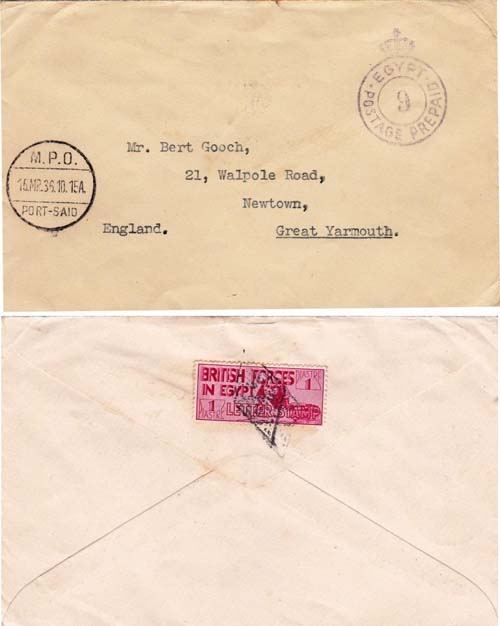 EGYPT·
POSTAGE PREPAID
9
M.P.O.
15.MR.36.10.15A.
PORT-SAID
Mr. Bert Gooch,
21, Walpole Road,
Newtown,
England. Great Yarmouth.
BRITISH FORCES
IN EGYPT
PIASTRE
1
1
LETTER STAMP